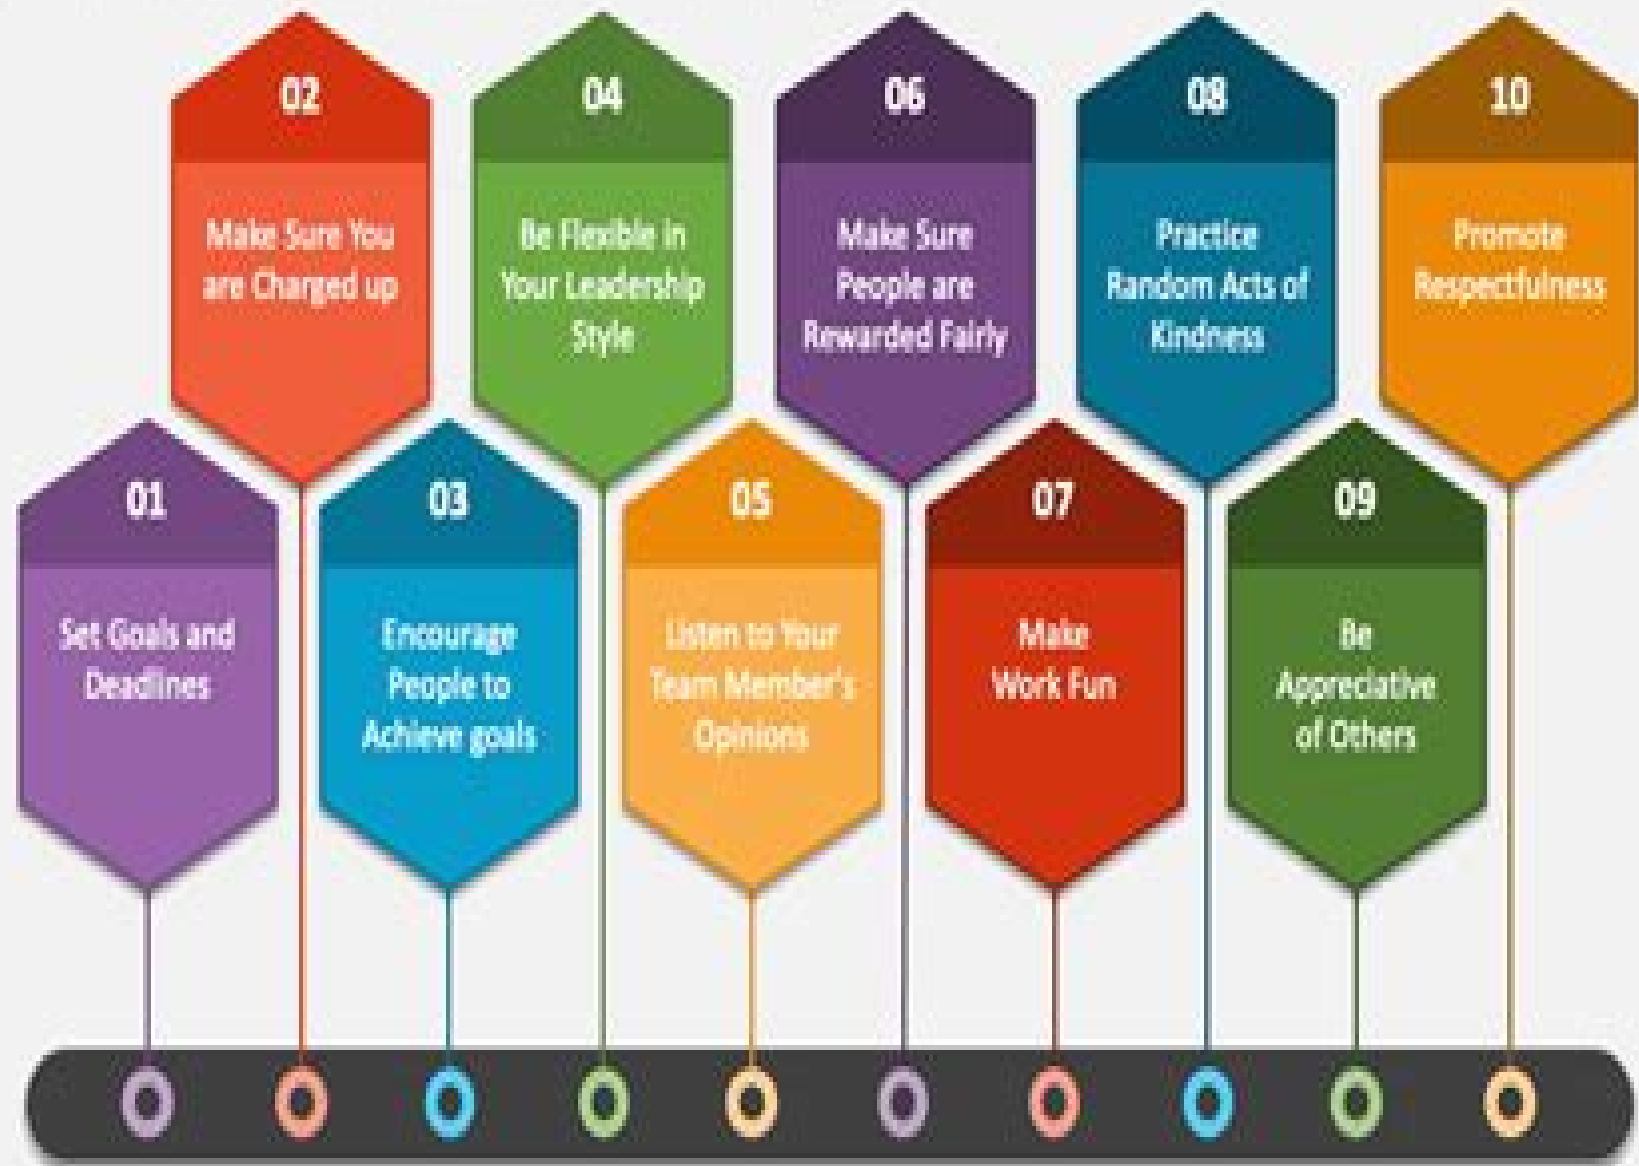 01
Set Goals and
Deadlines
02
Make Sure You
are Charged up
03
Encourage
People to
Achieve goals
04
Be Flexible in
Your Leadership
Style
05
Listen to Your
Team Member's
Opinions
06
Make Sure
People are
Rewarded Fairly
07
Make
Work Fun
08
Practice
Random Acts of
Kindness
09
Be
Appreciative
of Others
10
Promote
Respectfulness